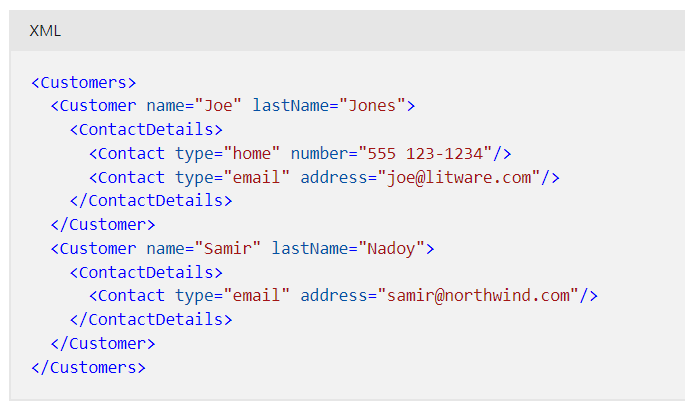 XML
<Customers>
<Customer name="Joe" lastName="Jones">
<ContactDetails>
<Contact type="home" number="555 123-1234"/>
<Contact type="email" address="joe@litware.com"/>
</ContactDetails>
</Customer>
<Customer name="Samir" lastName="Nadoy">
<ContactDetails>
<Contact type="email" address="samir@northwind.com"/>
</ContactDetails>
</Customer>
</Customers>